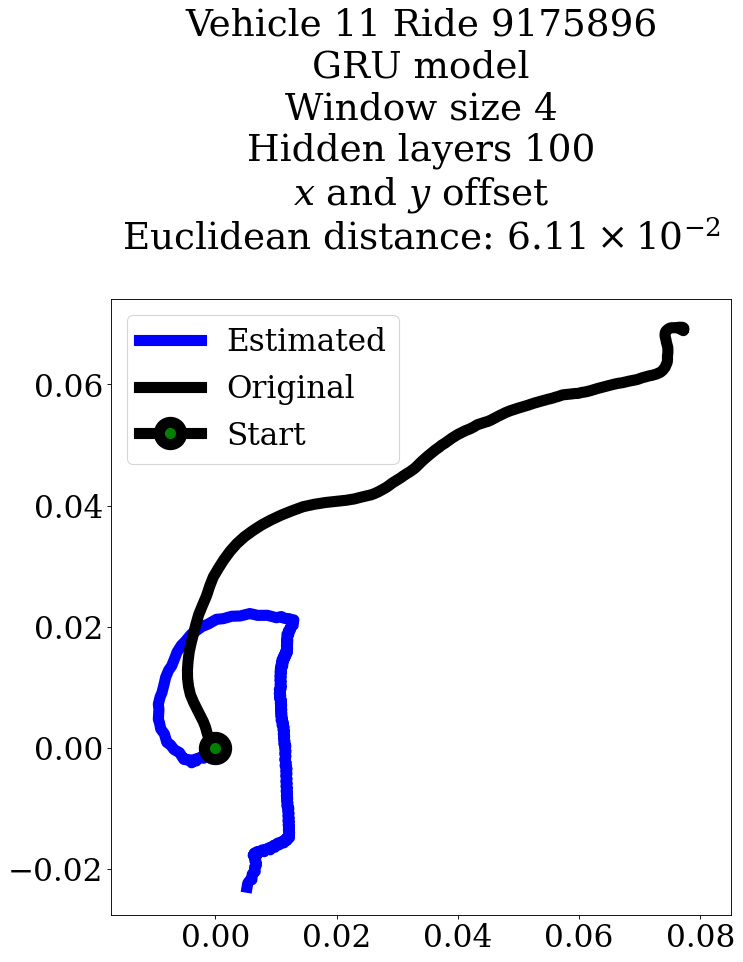 Vehicle 11 Ride 9175896
GRU model
Window size 4
Hidden layers 100
x and y offset
Euclidean distance: 6.11 × 10⁻²
Estimated
Original
Start
0.06
0.04
0.02
0.00
−0.02
0.00 0.02 0.04 0.06 0.08